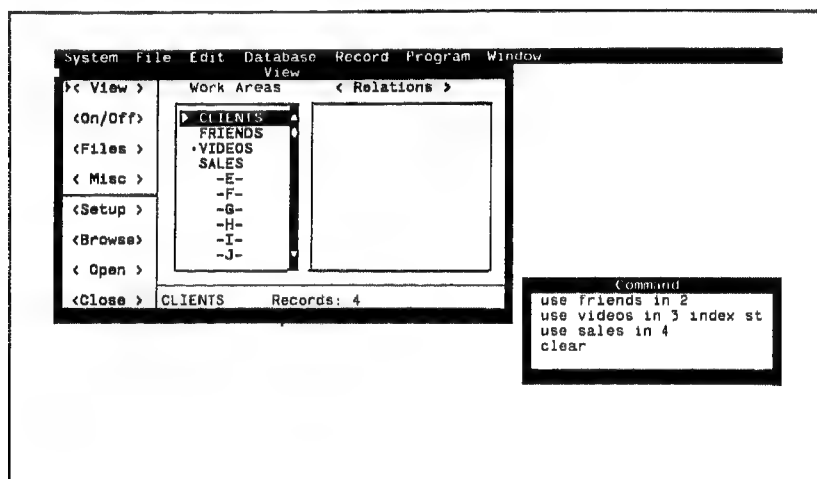 System File Edit Database Record Program Window
View
>< View > Work Areas < Relations >
<On/Off> ▶ CLIENTS
FRIENDS
<Files > •VIDEOS
SALES
< Misc > -E-
-F-
<Setup > -G-
-H-
<Browse> -I-
-J-
< Open >
<Close > CLIENTS Records: 4
Command
use friends in 2
use videos in 3 index st
use sales in 4
clear